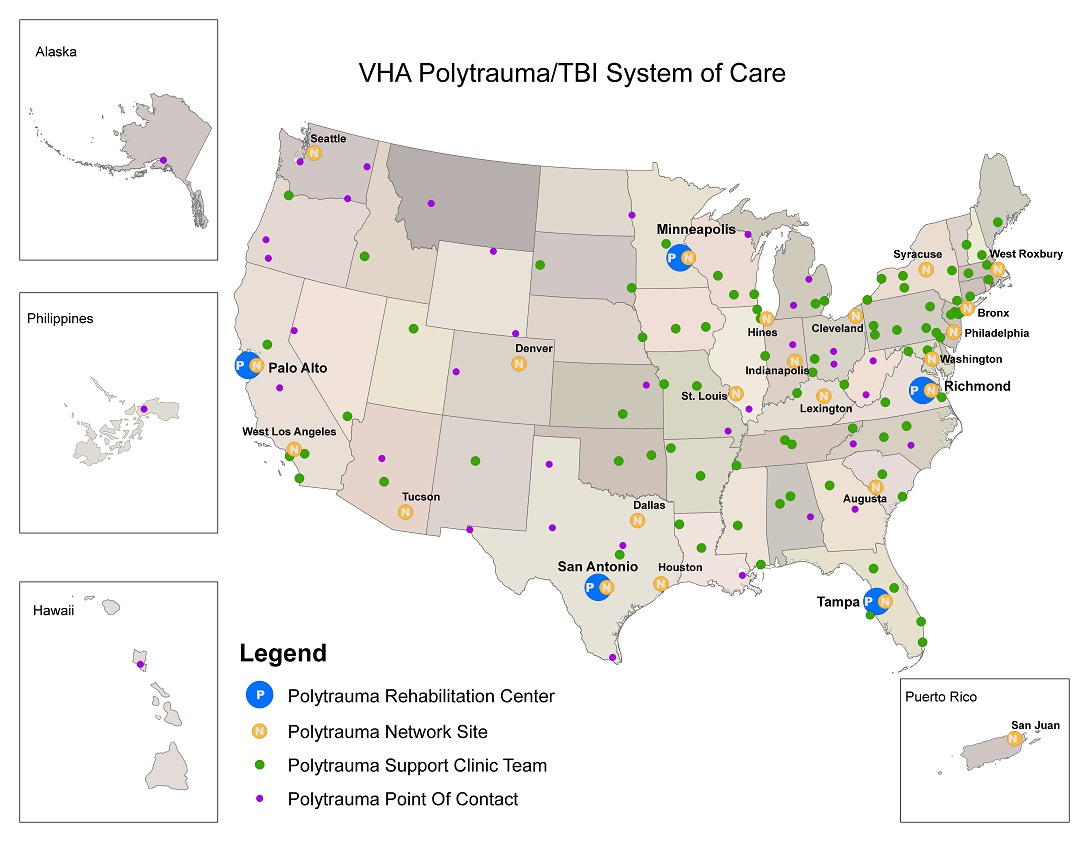 Alaska
VHA Polytrauma/TBI System of Care
Seattle
N
Minneapolis
P N
Syracuse
N
West Roxbury
N
Philippines
Hines
N
Cleveland
N
Bronx
N
Philadelphia
N
Denver
N
Indianapolis
N
Washington
N
P N
Palo Alto
St. Louis
N
Lexington
N
Richmond
P N
West Los Angeles
N
Tucson
N
Dallas
N
Augusta
N
San Antonio
P N
Houston
N
Tampa
P N
Hawaii
Legend
P
Polytrauma Rehabilitation Center
N
Polytrauma Network Site
Polytrauma Support Clinic Team
Polytrauma Point Of Contact
Puerto Rico
San Juan
N